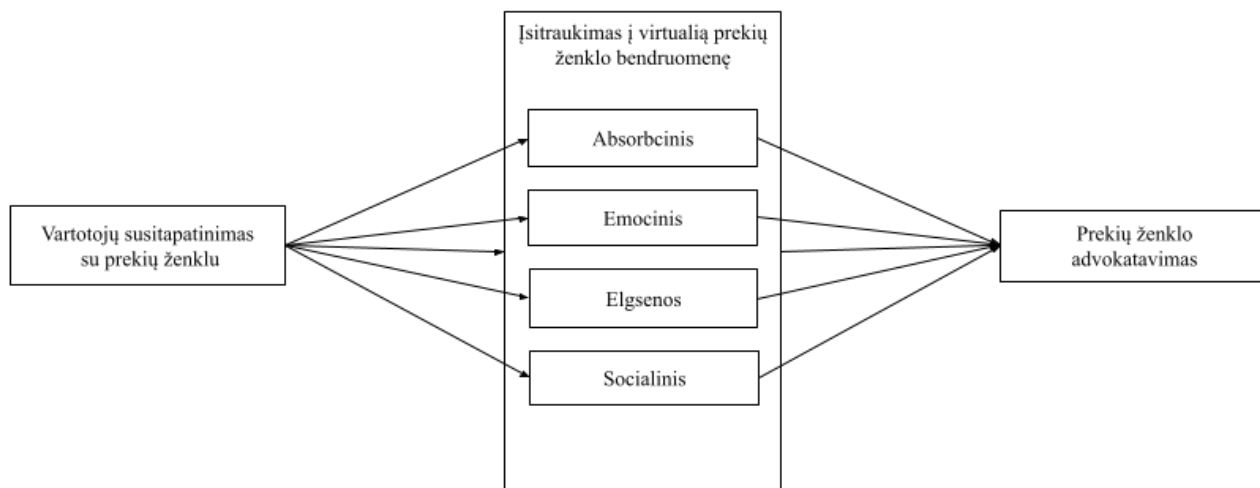 Įsitraukimas į virtualią prekių
ženklo bendruomenę
Absorbcinis
Vartotojų susitapatinimas
su prekių ženklu
Emocinis
Elgsenos
Socialinis
Prekių ženklo
advokatavimas